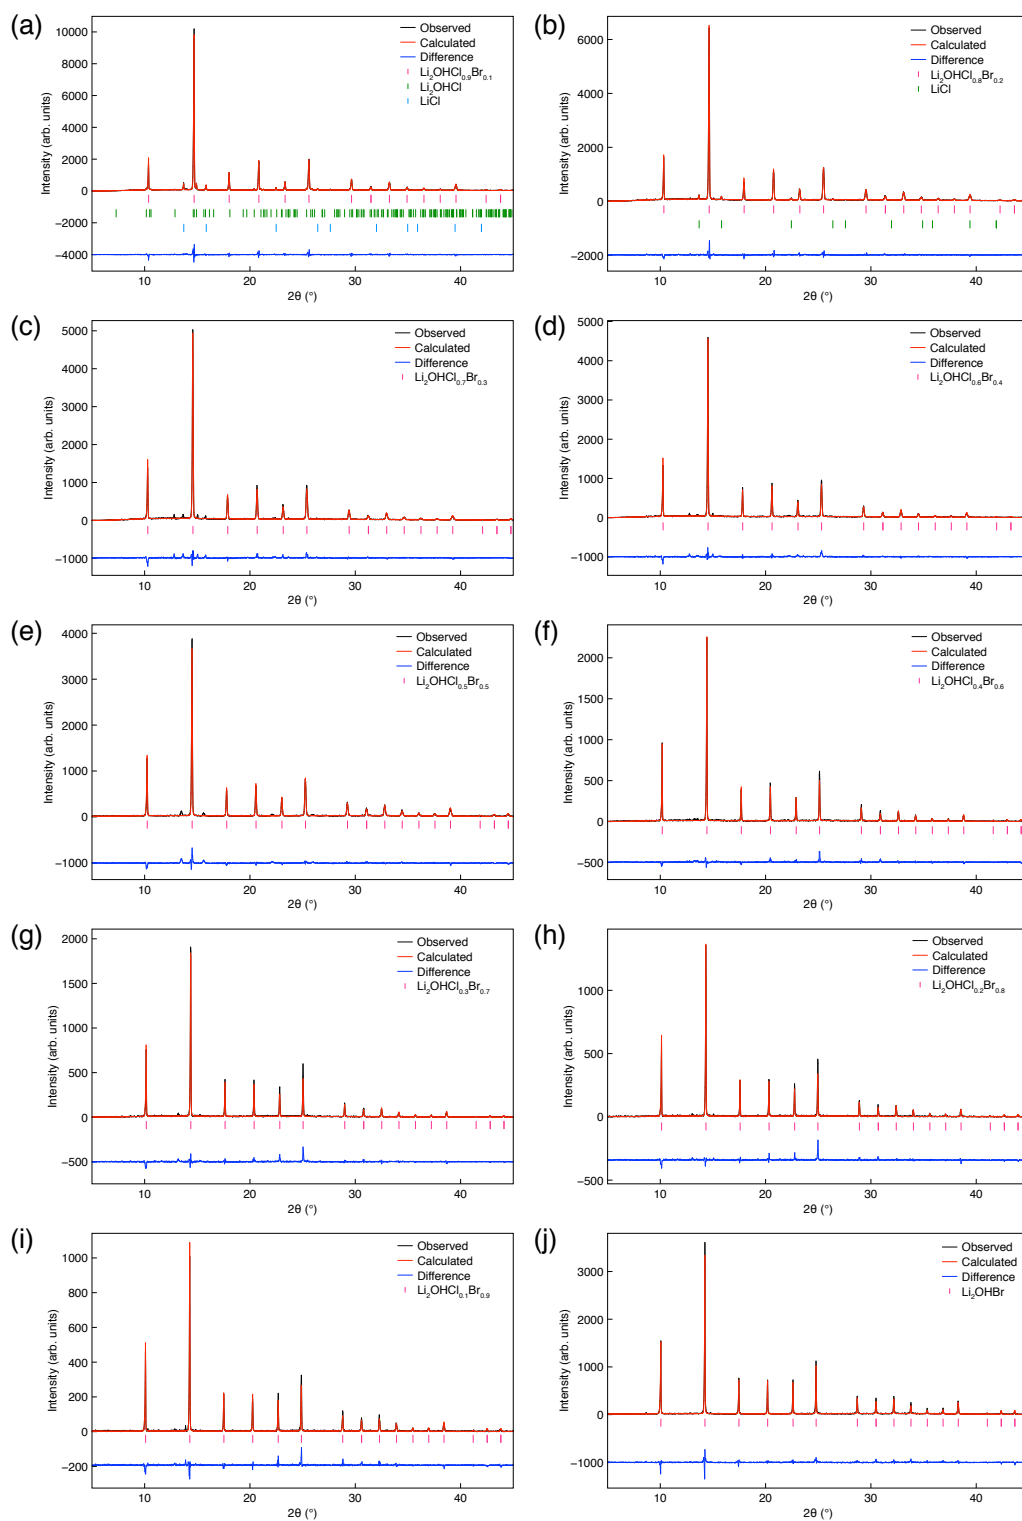 (a)
10000
8000
6000
4000
2000
0
−2000
−4000
Intensity (arb. units)
10
20
30
40
2θ (°)
Observed
Calculated
Difference
Li₂OHCl₀.₉Br₀.₁
Li₂OHCl
LiCl
(b)
6000
4000
2000
0
−2000
Intensity (arb. units)
10
20
30
40
2θ (°)
Observed
Calculated
Difference
Li₂OHCl₀.₈Br₀.₂
LiCl
(c)
5000
4000
3000
2000
1000
0
−1000
Intensity (arb. units)
10
20
30
40
2θ (°)
Observed
Calculated
Difference
Li₂OHCl₀.₇Br₀.₃
(d)
5000
4000
3000
2000
1000
0
−1000
Intensity (arb. units)
10
20
30
40
2θ (°)
Observed
Calculated
Difference
Li₂OHCl₀.₆Br₀.₄
(e)
4000
3000
2000
1000
0
−1000
Intensity (arb. units)
10
20
30
40
2θ (°)
Observed
Calculated
Difference
Li₂OHCl₀.₅Br₀.₅
(f)
2000
1500
1000
500
0
−500
Intensity (arb. units)
10
20
30
40
2θ (°)
Observed
Calculated
Difference
Li₂OHCl₀.₄Br₀.₆
(g)
2000
1500
1000
500
0
−500
Intensity (arb. units)
10
20
30
40
2θ (°)
Observed
Calculated
Difference
Li₂OHCl₀.₃Br₀.₇
(h)
1000
500
0
−500
Intensity (arb. units)
10
20
30
40
2θ (°)
Observed
Calculated
Difference
Li₂OHCl₀.₂Br₀.₈
(i)
1000
800
600
400
200
0
−200
Intensity (arb. units)
10
20
30
40
2θ (°)
Observed
Calculated
Difference
Li₂OHCl₀.₁Br₀.₉
(j)
3000
2000
1000
0
−1000
Intensity (arb. units)
10
20
30
40
2θ (°)
Observed
Calculated
Difference
Li₂OHBr